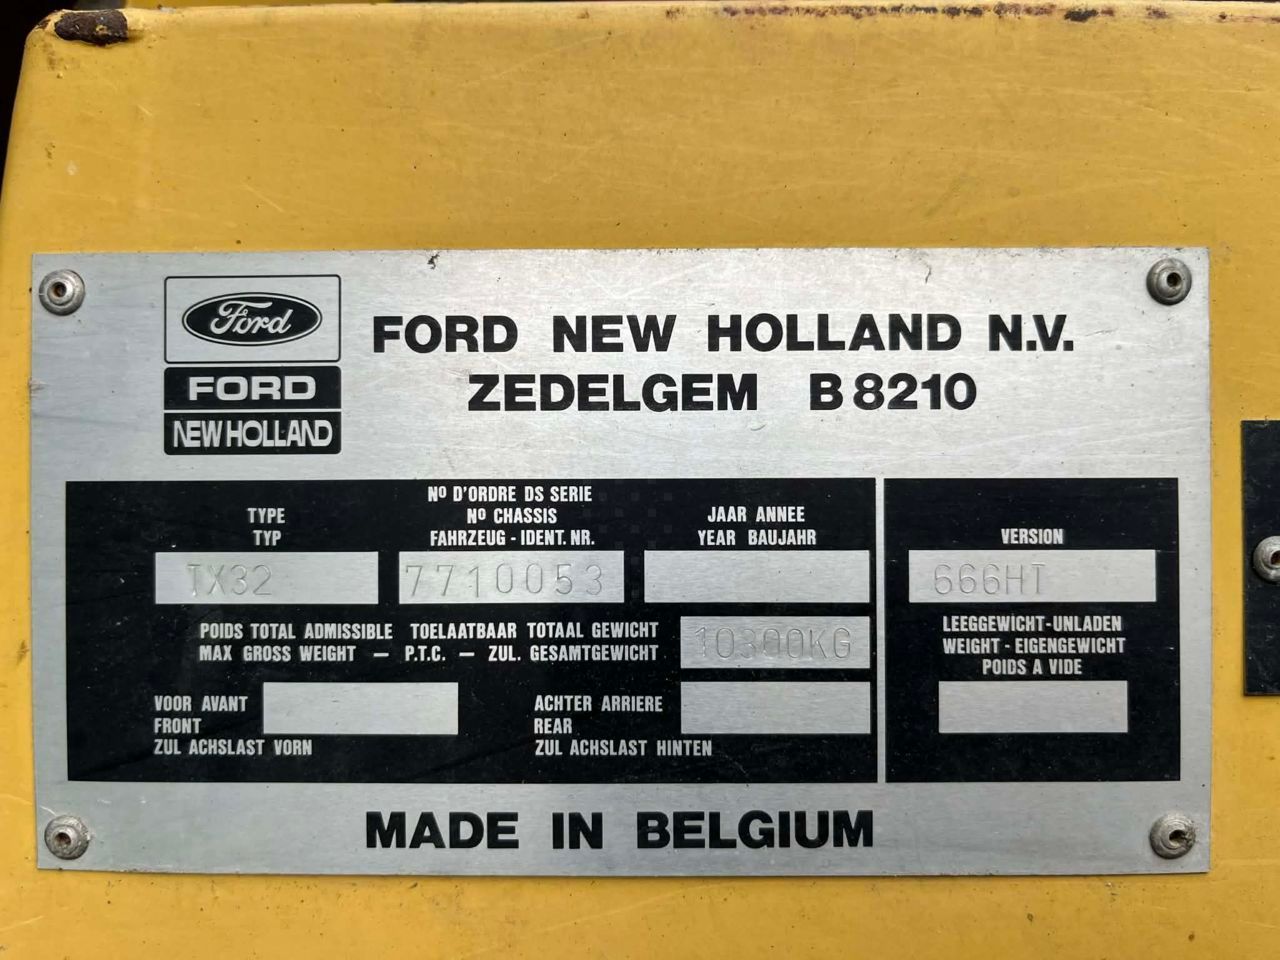 Ford
FORD
NEW HOLLAND
FORD NEW HOLLAND N.V.
ZEDELGEM B 8210
TYPE
TYP
TX32
Nº D'ORDRE DS SERIE
Nº CHASSIS
FAHRZEUG - IDENT. NR.
7710053
JAAR ANNEE
YEAR BAUJAHR
VERSION
666HT
POIDS TOTAL ADMISSIBLE TOELAATBAAR TOTAAL GEWICHT
MAX GROSS WEIGHT — P.T.C. — ZUL. GESAMTGEWICHT
10300KG
LEEGGEWICHT-UNLADEN
WEIGHT - EIGENGEWICHT
POIDS A VIDE
VOOR AVANT
FRONT
ZUL ACHSLAST VORN
ACHTER ARRIERE
REAR
ZUL ACHSLAST HINTEN
MADE IN BELGIUM